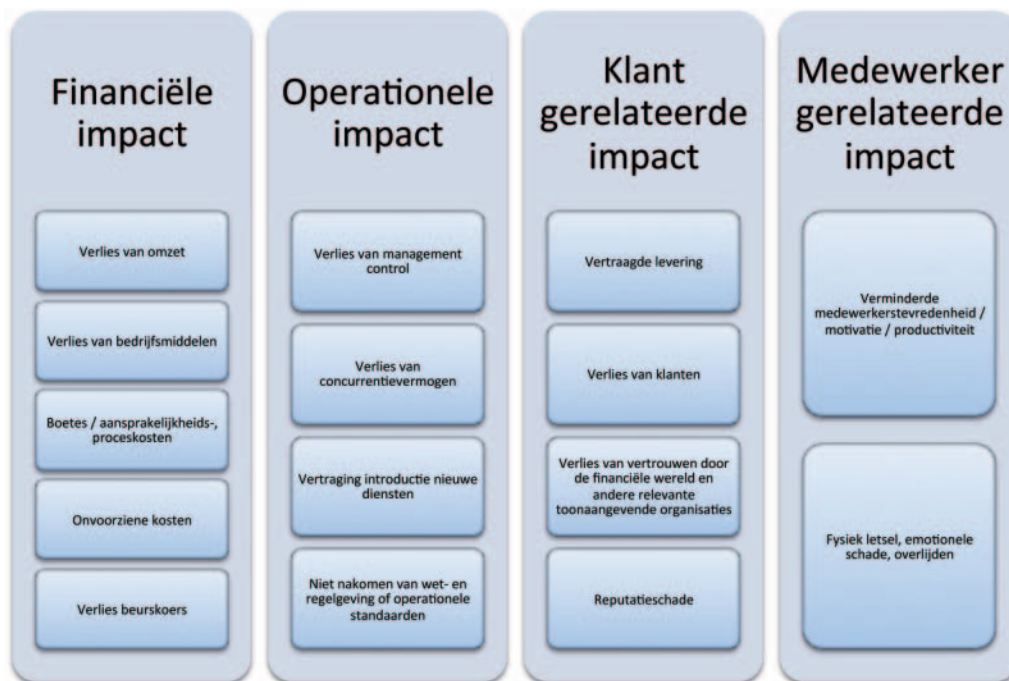 Financiële
impact
Verlies van omzet
Verlies van bedrijfsmiddelen
Boetes / aansprakelijkheids-,
proceskosten
Onvoorziene kosten
Verlies beurskoers
Operationele
impact
Verlies van management
control
Verlies van
concurrentievermogen
Vertraging introductie nieuwe
diensten
Niet nakomen van wet- en
regelgeving of operationele
standaarden
Klant
gerelateerde
impact
Vertraagde levering
Verlies van klanten
Verlies van vertrouwen door
de financiële wereld en
andere relevante
toonaangevende organisaties
Reputatieschade
Medewerker
gerelateerde
impact
Verminderde
medewerkerstevredenheid /
motivatie / productiviteit
Fysiek letsel, emotionele
schade, overlijden